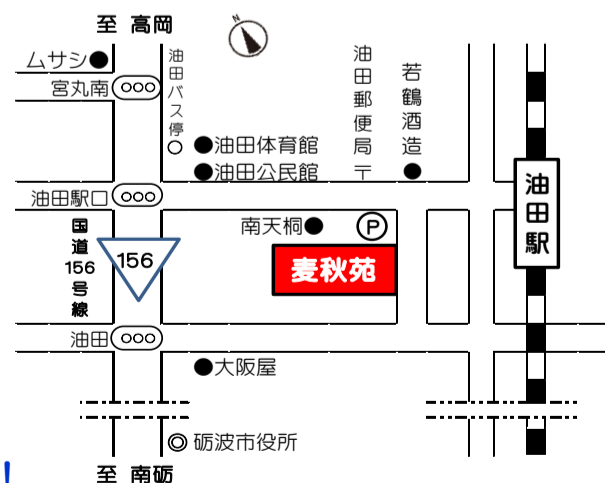 至 高岡
N
ムサシ
宮丸南
油田バス停
油田郵便局〒
若鶴酒造
油田体育館
油田公民館
油田駅口
油田駅
国道156号線
156
南天桐
P
麦秋苑
油田
大阪屋
砺波市役所
至 南砺
!